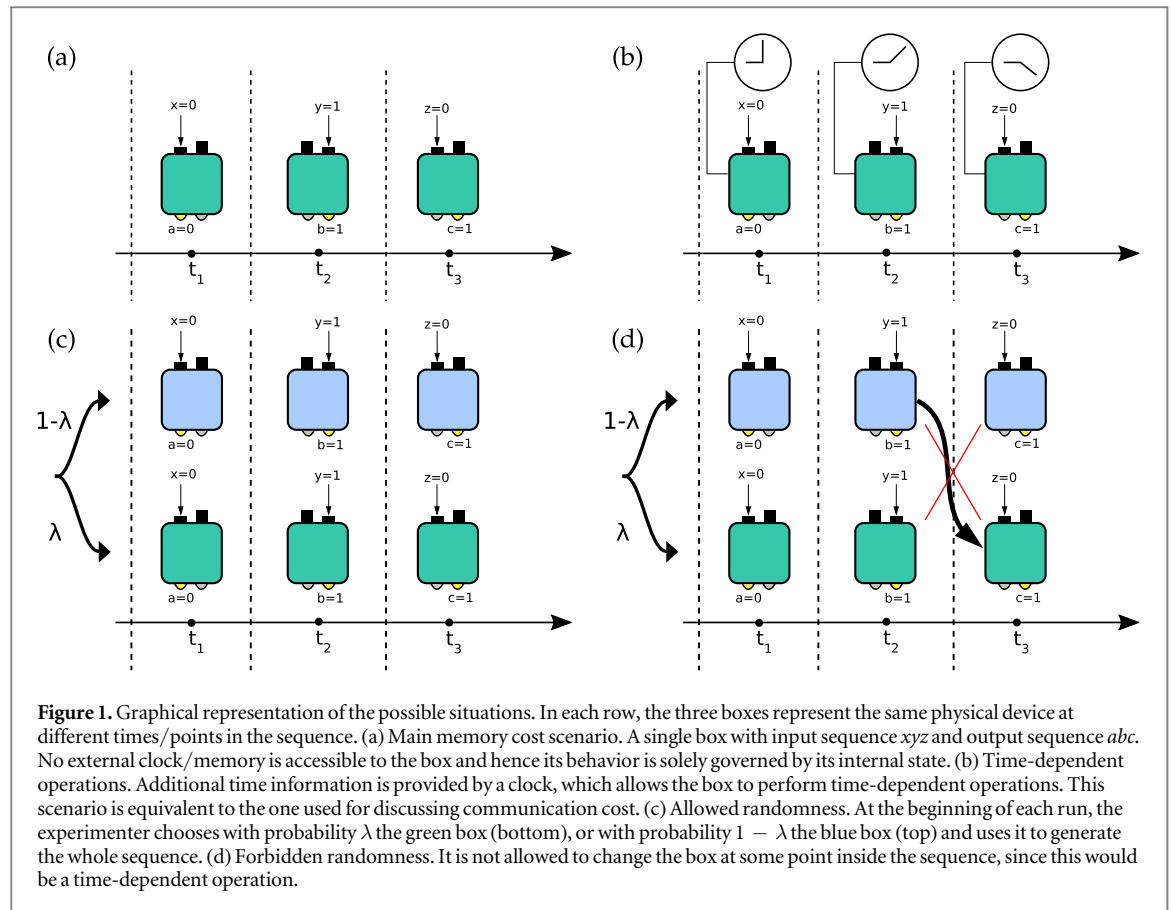 (a)
x=0
y=1
z=0
a=0
b=1
c=1
t1
t2
t3
(b)
x=0
y=1
z=0
a=0
b=1
c=1
t1
t2
t3
(c)
x=0
y=1
z=0
1-λ
a=0
b=1
c=1
x=0
y=1
z=0
λ
a=0
b=1
c=1
t1
t2
t3
(d)
x=0
y=1
z=0
1-λ
a=0
b=1
c=1
x=0
y=1
z=0
λ
a=0
b=1
c=1
t1
t2
t3
Figure 1. Graphical representation of the possible situations. In each row, the three boxes represent the same physical device at
different times/points in the sequence. (a) Main memory cost scenario. A single box with input sequence xyz and output sequence abc.
No external clock/memory is accessible to the box and hence its behavior is solely governed by its internal state. (b) Time-dependent
operations. Additional time information is provided by a clock, which allows the box to perform time-dependent operations. This
scenario is equivalent to the one used for discussing communication cost. (c) Allowed randomness. At the beginning of each run, the
experimenter chooses with probability λ the green box (bottom), or with probability 1 − λ the blue box (top) and uses it to generate
the whole sequence. (d) Forbidden randomness. It is not allowed to change the box at some point inside the sequence, since this would
be a time-dependent operation.